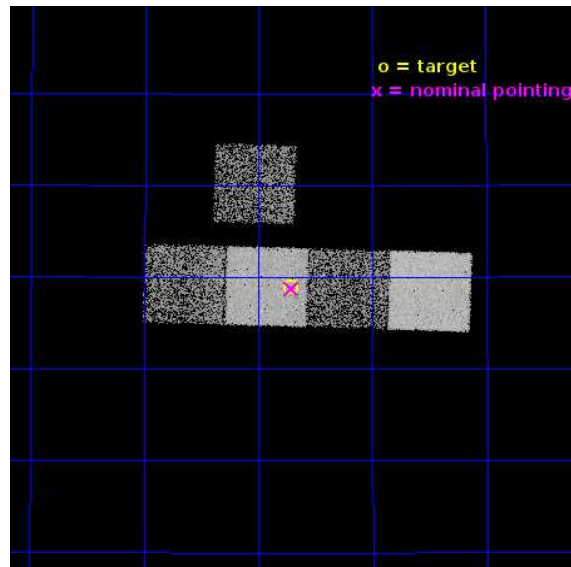 o = target
x = nominal pointing